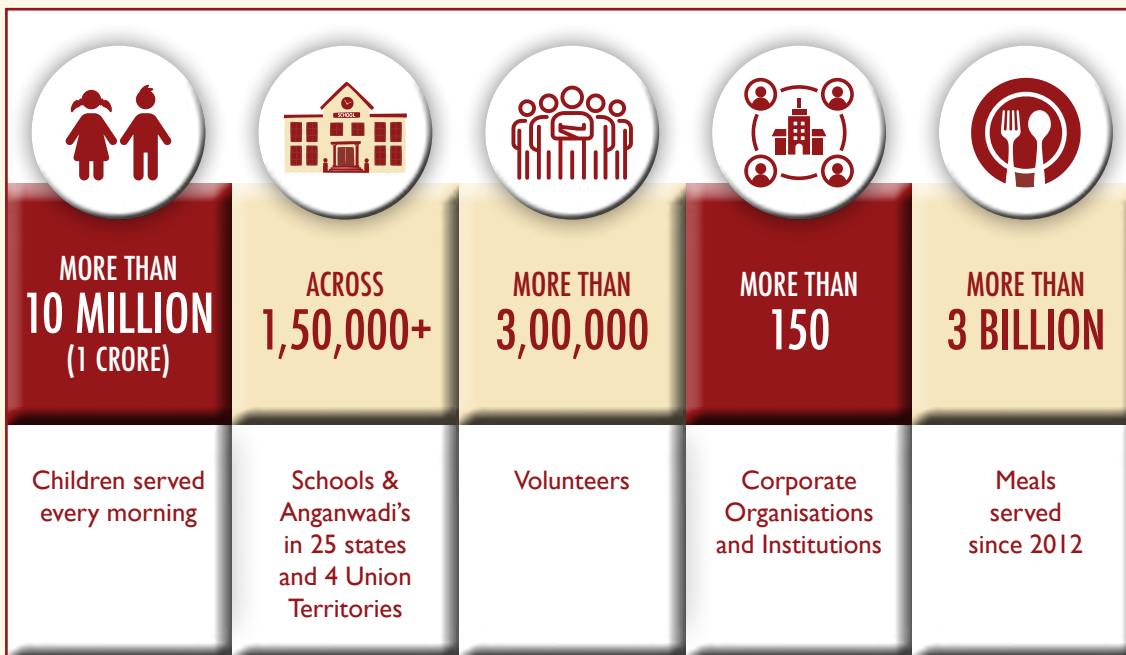 SCHOOL
MORE THAN
10 MILLION
(1 CRORE)
Children served
every morning
ACROSS
1,50,000+
Schools &
Anganwadi's
in 25 states
and 4 Union
Territories
MORE THAN
3,00,000
Volunteers
MORE THAN
150
Corporate
Organisations
and Institutions
MORE THAN
3 BILLION
Meals
served
since 2012